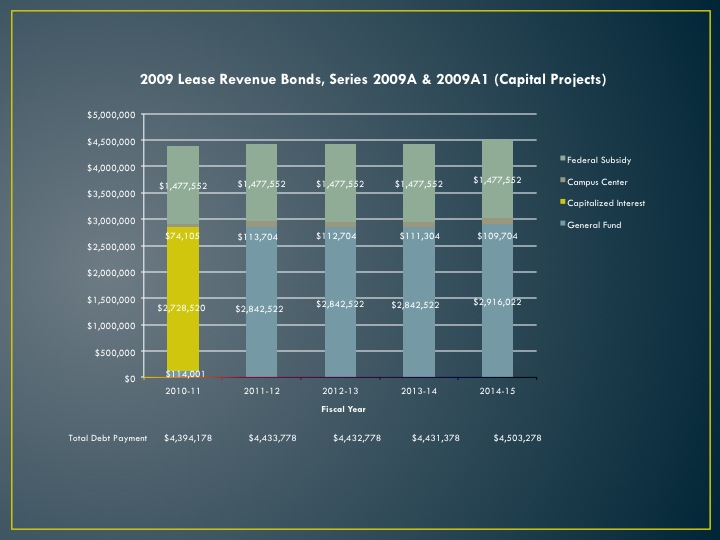 2009 Lease Revenue Bonds, Series 2009A & 2009A1 (Capital Projects)
$5,000,000
$4,500,000
$4,000,000
$3,500,000
$3,000,000
$2,500,000
$2,000,000
$1,500,000
$1,000,000
$500,000
$0
$1,477,552 $1,477,552 $1,477,552 $1,477,552 $1,477,552
$74,105 $113,704 $112,704 $111,304 $109,704
$2,728,520 $2,842,522 $2,842,522 $2,842,522 $2,916,022
$114,001
2010-11 2011-12 2012-13 2013-14 2014-15
Fiscal Year
Federal Subsidy
Campus Center
Capitalized Interest
General Fund
Total Debt Payment $4,394,178 $4,433,778 $4,432,778 $4,431,378 $4,503,278